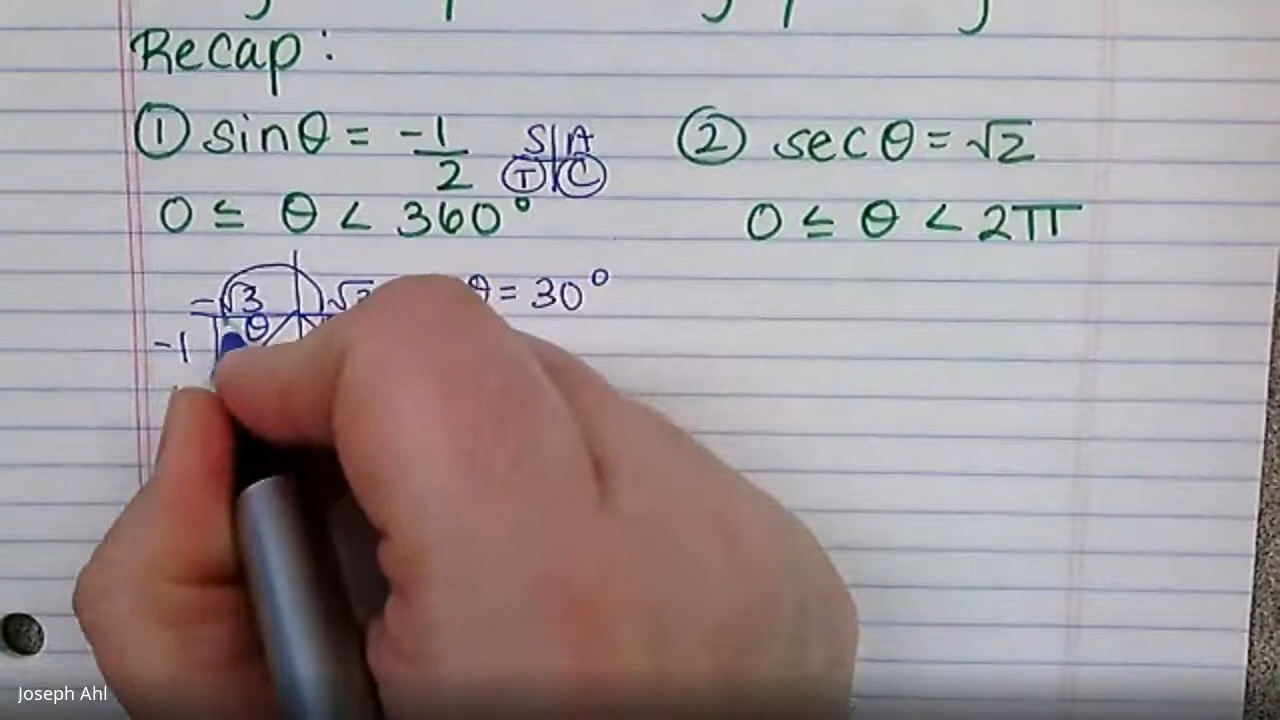 Recap:
① sinθ = -1/2
S A
T C
0 ≤ θ < 360°
② secθ = √2
0 ≤ θ < 2π
-√3
θ = 30°
θ
-1
Joseph Ahl